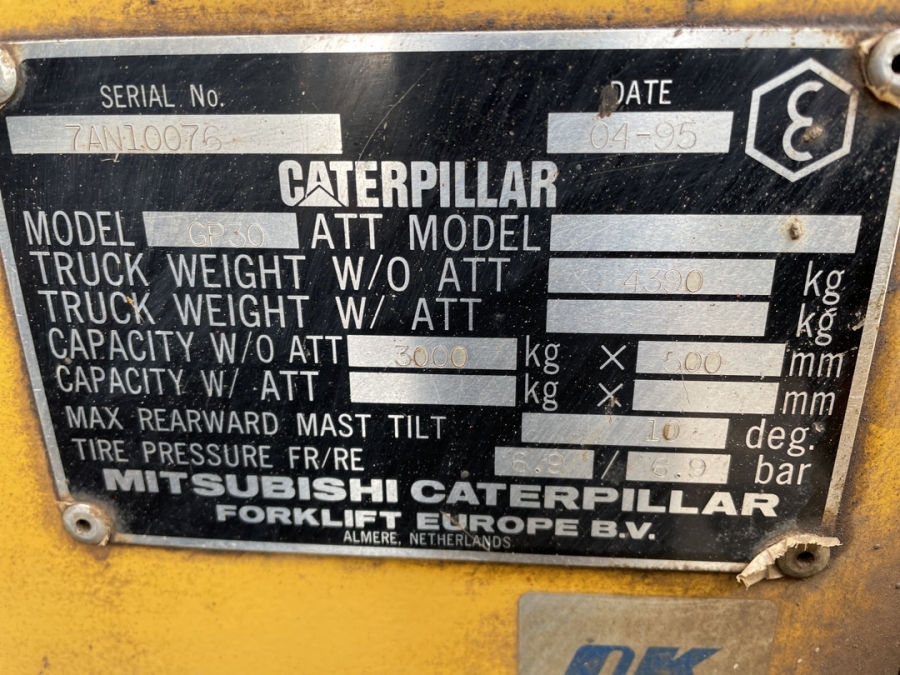 SERIAL No. DATE
7AN10076 04-95
CATERPILLAR
MODEL GP30 ATT MODEL
TRUCK WEIGHT W/O ATT 4390 kg
TRUCK WEIGHT W/ ATT kg
CAPACITY W/O ATT 3000 kg × 500 mm
CAPACITY W/ ATT kg × mm
MAX REARWARD MAST TILT 10 deg.
TIRE PRESSURE FR/RE 6.9 / 6.9 bar
MITSUBISHI CATERPILLAR
FORKLIFT EUROPE B.V.
ALMERE, NETHERLANDS